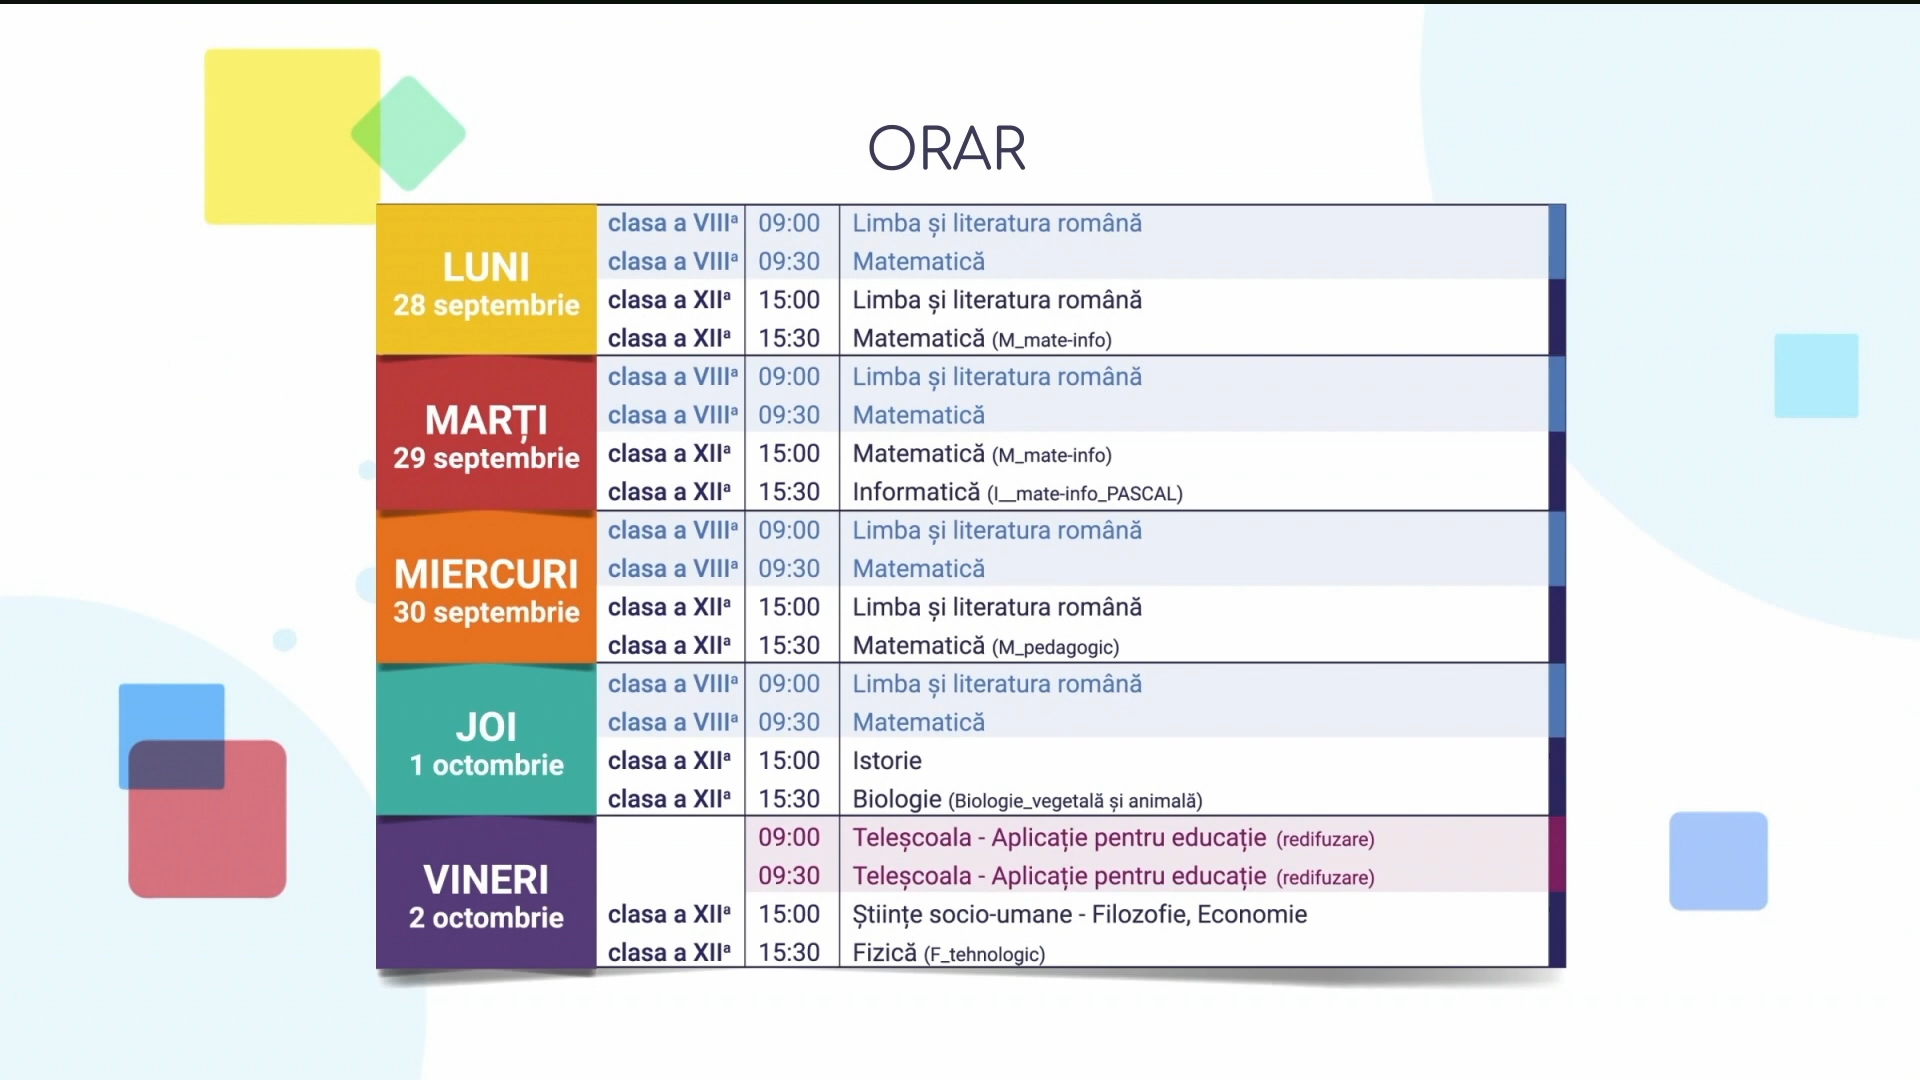 ORAR
LUNI
28 septembrie
clasa a VIIIª 09:00 Limba și literatura română
clasa a VIIIª 09:30 Matematică
clasa a XIIª 15:00 Limba și literatura română
clasa a XIIª 15:30 Matematică (M_mate-info)
MARȚI
29 septembrie
clasa a VIIIª 09:00 Limba și literatura română
clasa a VIIIª 09:30 Matematică
clasa a XIIª 15:00 Matematică (M_mate-info)
clasa a XIIª 15:30 Informatică (I__mate-info_PASCAL)
MIERCURI
30 septembrie
clasa a VIIIª 09:00 Limba și literatura română
clasa a VIIIª 09:30 Matematică
clasa a XIIª 15:00 Limba și literatura română
clasa a XIIª 15:30 Matematică (M_pedagogic)
JOI
1 octombrie
clasa a VIIIª 09:00 Limba și literatura română
clasa a VIIIª 09:30 Matematică
clasa a XIIª 15:00 Istorie
clasa a XIIª 15:30 Biologie (Biologie_vegetală și animală)
VINERI
2 octombrie
09:00 Teleșcoala - Aplicație pentru educație (redifuzare)
09:30 Teleșcoala - Aplicație pentru educație (redifuzare)
clasa a XIIª 15:00 Științe socio-umane - Filozofie, Economie
clasa a XIIª 15:30 Fizică (F_tehnologic)